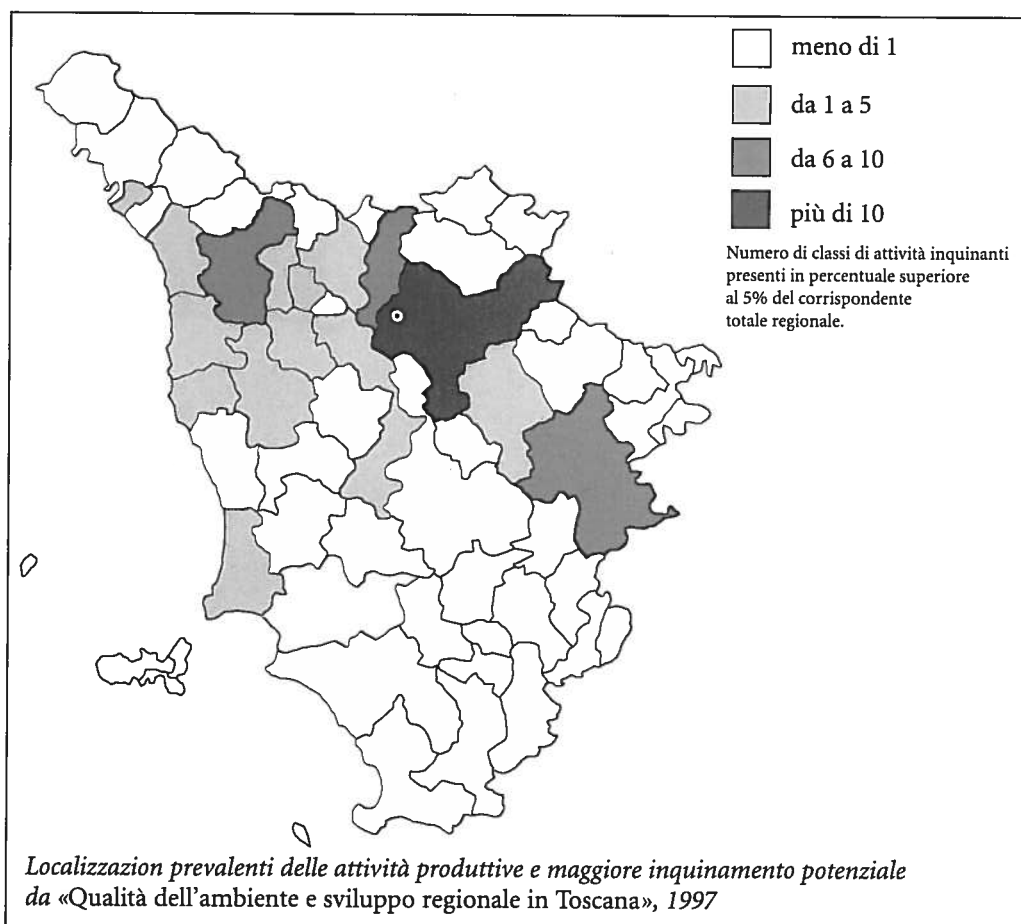 meno di 1
da 1 a 5
da 6 a 10
più di 10
Numero di classi di attività inquinanti
presenti in percentuale superiore
al 5% del corrispondente
totale regionale.
Localizzazion prevalenti delle attività produttive e maggiore inquinamento potenziale
da «Qualità dell'ambiente e sviluppo regionale in Toscana», 1997